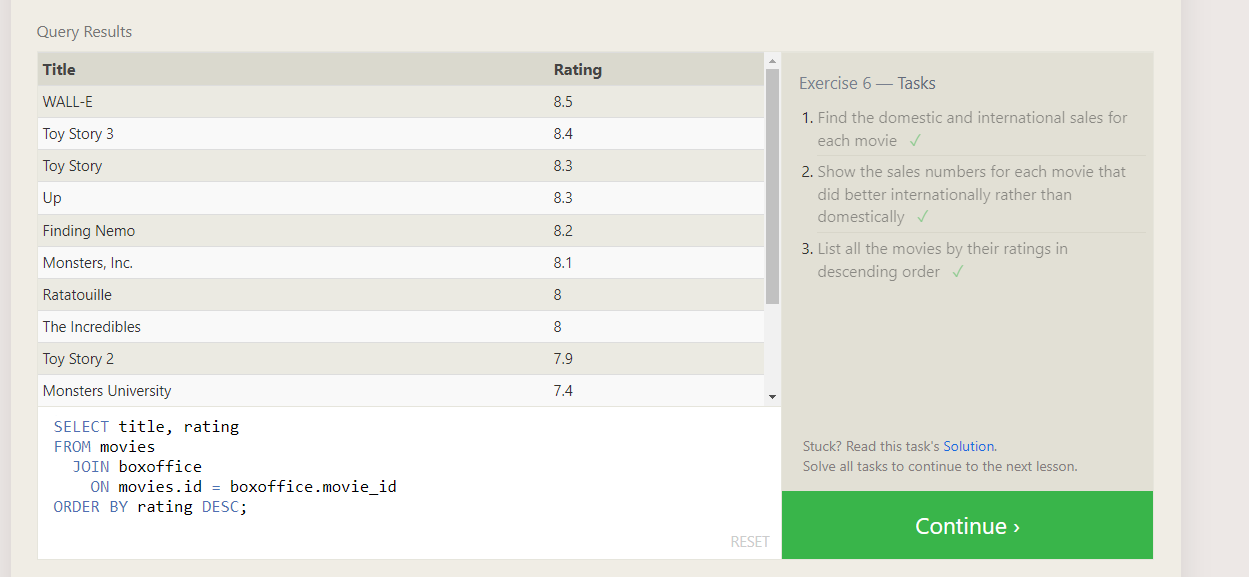 Query Results
Title Rating
WALL-E 8.5
Toy Story 3 8.4
Toy Story 8.3
Up 8.3
Finding Nemo 8.2
Monsters, Inc. 8.1
Ratatouille 8
The Incredibles 8
Toy Story 2 7.9
Monsters University 7.4
SELECT title, rating
FROM movies
JOIN boxoffice
ON movies.id = boxoffice.movie_id
ORDER BY rating DESC;
RESET
Exercise 6 — Tasks
1. Find the domestic and international sales for
each movie ✓
2. Show the sales numbers for each movie that
did better internationally rather than
domestically ✓
3. List all the movies by their ratings in
descending order ✓
Stuck? Read this task's Solution.
Solve all tasks to continue to the next lesson.
Continue ›